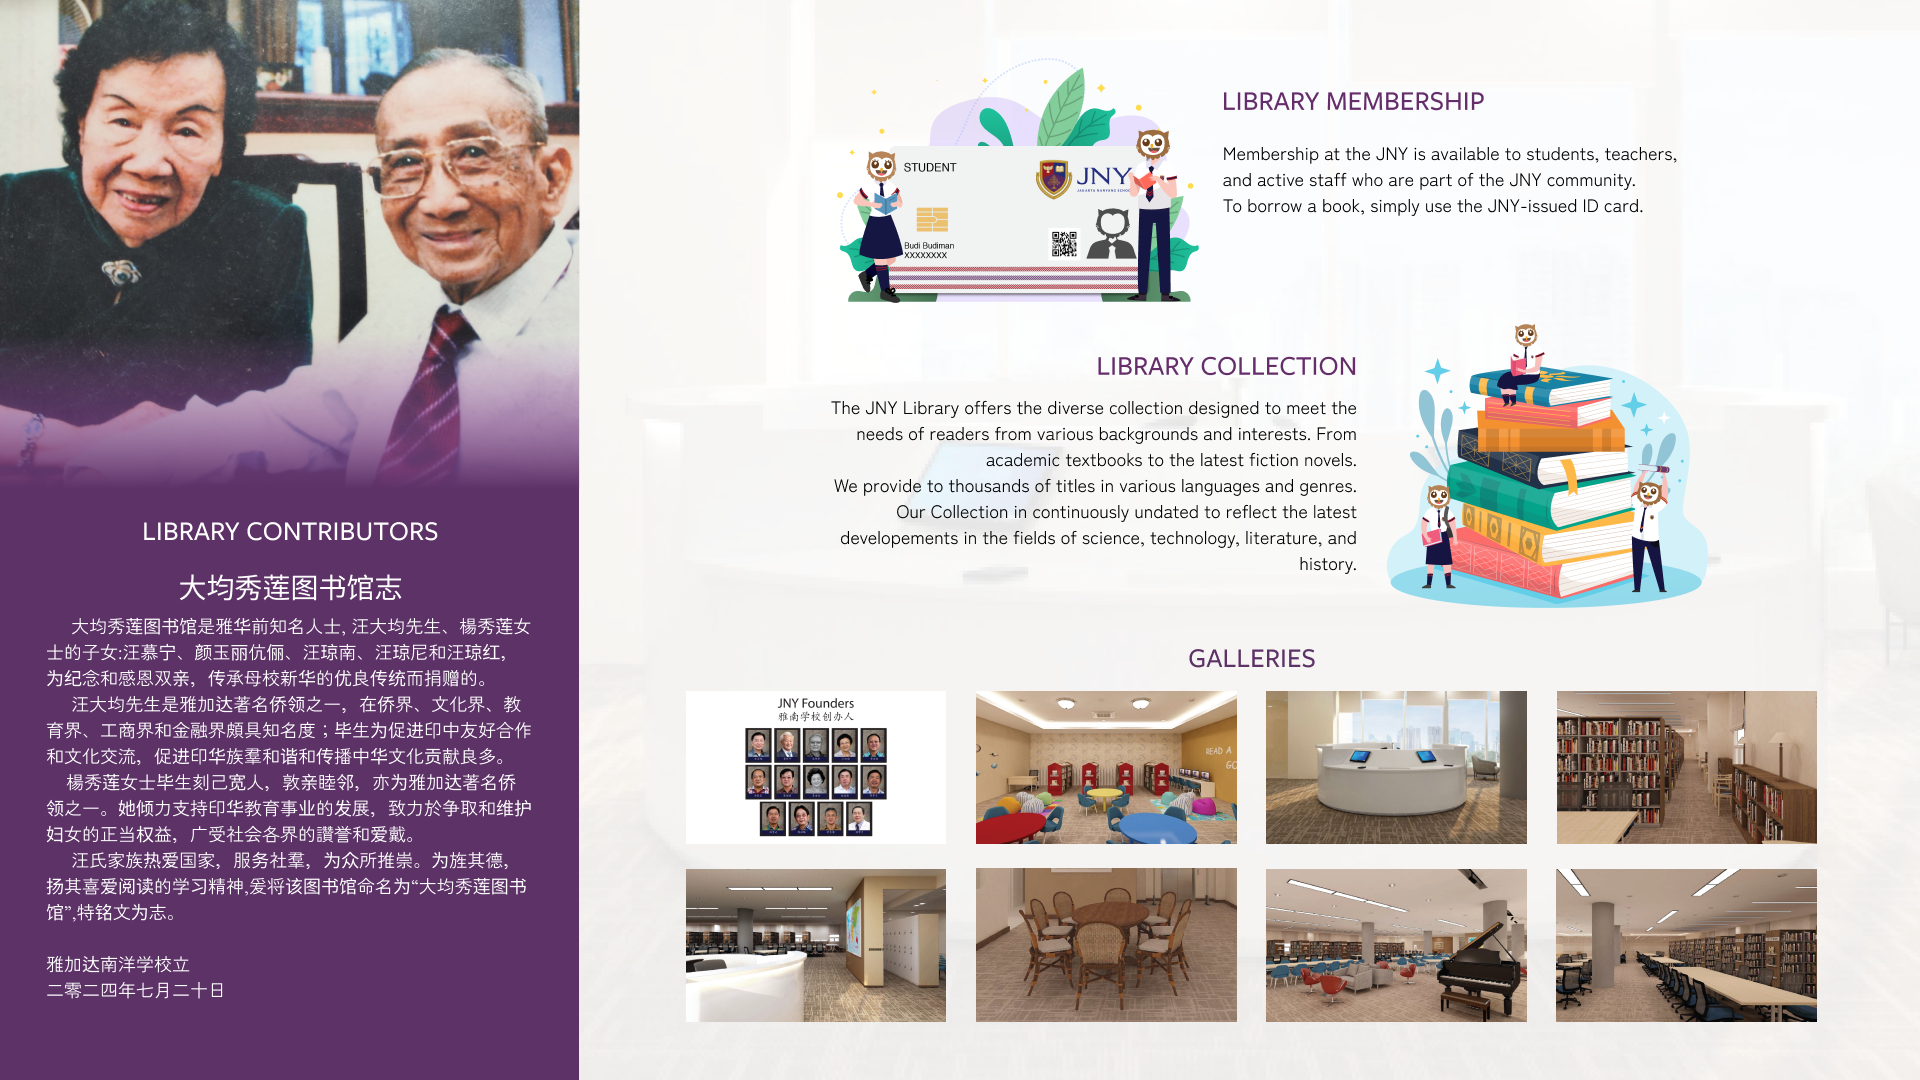 LIBRARY CONTRIBUTORS
大均秀莲图书馆志
大均秀莲图书馆是雅华前知名人士, 汪大均先生、楊秀莲女
士的子女:汪慕宁、颜玉丽伉俪、汪琼南、汪琼尼和汪琼红，
为纪念和感恩双亲，传承母校新华的优良传统而捐赠的。
汪大均先生是雅加达著名侨领之一，在侨界、文化界、教
育界、工商界和金融界頗具知名度；毕生为促进印中友好合作
和文化交流，促进印华族羣和谐和传播中华文化贡献良多。
楊秀莲女士毕生刻己宽人，敦亲睦邻，亦为雅加达著名侨
领之一。她倾力支持印华教育事业的发展，致力於争取和维护
妇女的正当权益，广受社会各界的讚誉和爱戴。
汪氏家族热爱国家，服务社羣，为众所推崇。为旌其德，
扬其喜爱阅读的学习精神,爰将该图书馆命名为“大均秀莲图书
馆”,特铭文为志。
雅加达南洋学校立
二零二四年七月二十日
STUDENT
JNY
JAKARTA NANYANG SCHOOL
Budi Budiman
XXXXXXXX
LIBRARY MEMBERSHIP
Membership at the JNY is available to students, teachers,
and active staff who are part of the JNY community.
To borrow a book, simply use the JNY-issued ID card.
LIBRARY COLLECTION
The JNY Library offers the diverse collection designed to meet the
needs of readers from various backgrounds and interests. From
academic textbooks to the latest fiction novels.
We provide to thousands of titles in various languages and genres.
Our Collection in continuously undated to reflect the latest
developements in the fields of science, technology, literature, and
history.
GALLERIES
JNY Founders
雅南学校创办人
READ A
GO